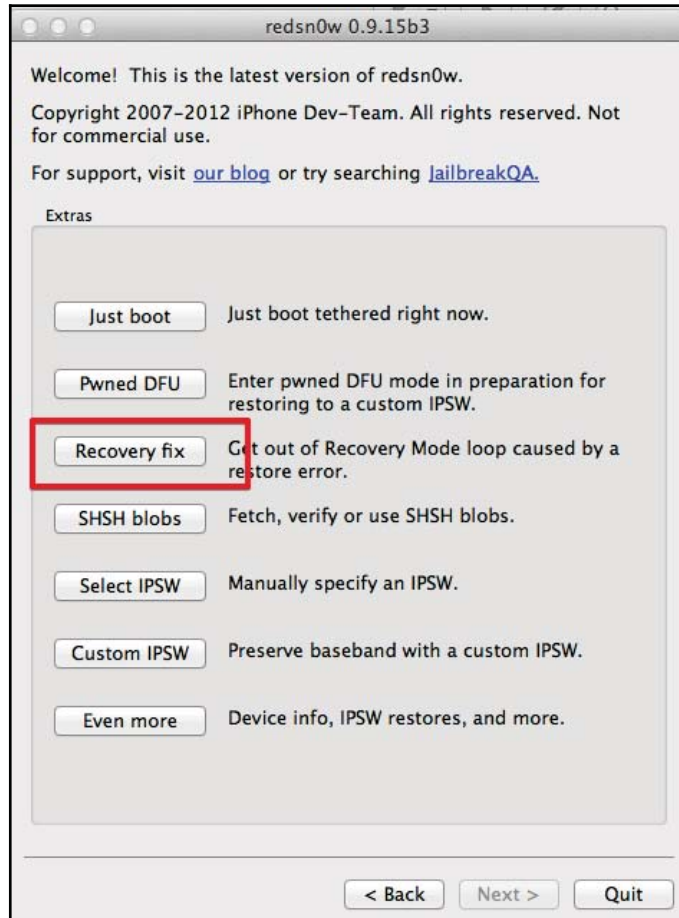 redsn0w 0.9.15b3
Welcome! This is the latest version of redsn0w.
Copyright 2007-2012 iPhone Dev-Team. All rights reserved. Not
for commercial use.
For support, visit our blog or try searching JailbreakQA.
Extras
Just boot Just boot tethered right now.
Pwned DFU Enter pwned DFU mode in preparation for
restoring to a custom IPSW.
Recovery fix Get out of Recovery Mode loop caused by a
restore error.
SHSH blobs Fetch, verify or use SHSH blobs.
Select IPSW Manually specify an IPSW.
Custom IPSW Preserve baseband with a custom IPSW.
Even more Device info, IPSW restores, and more.
< Back Next > Quit